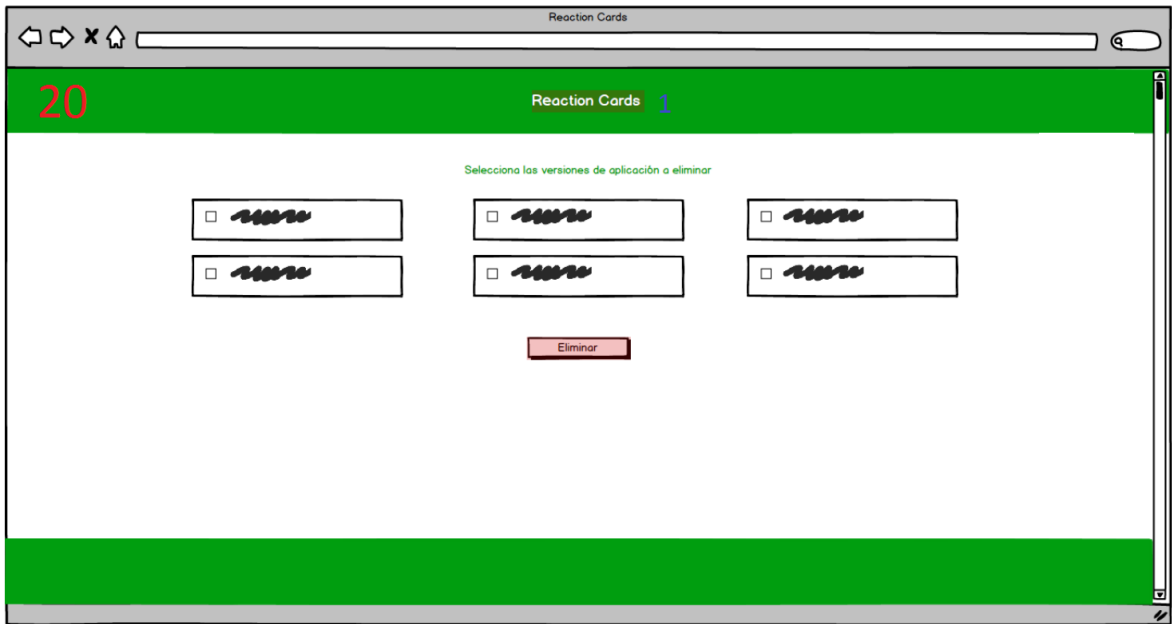 Reaction Cards
20
Reaction Cards 1
Selecciona las versiones de aplicación a eliminar
Eliminar